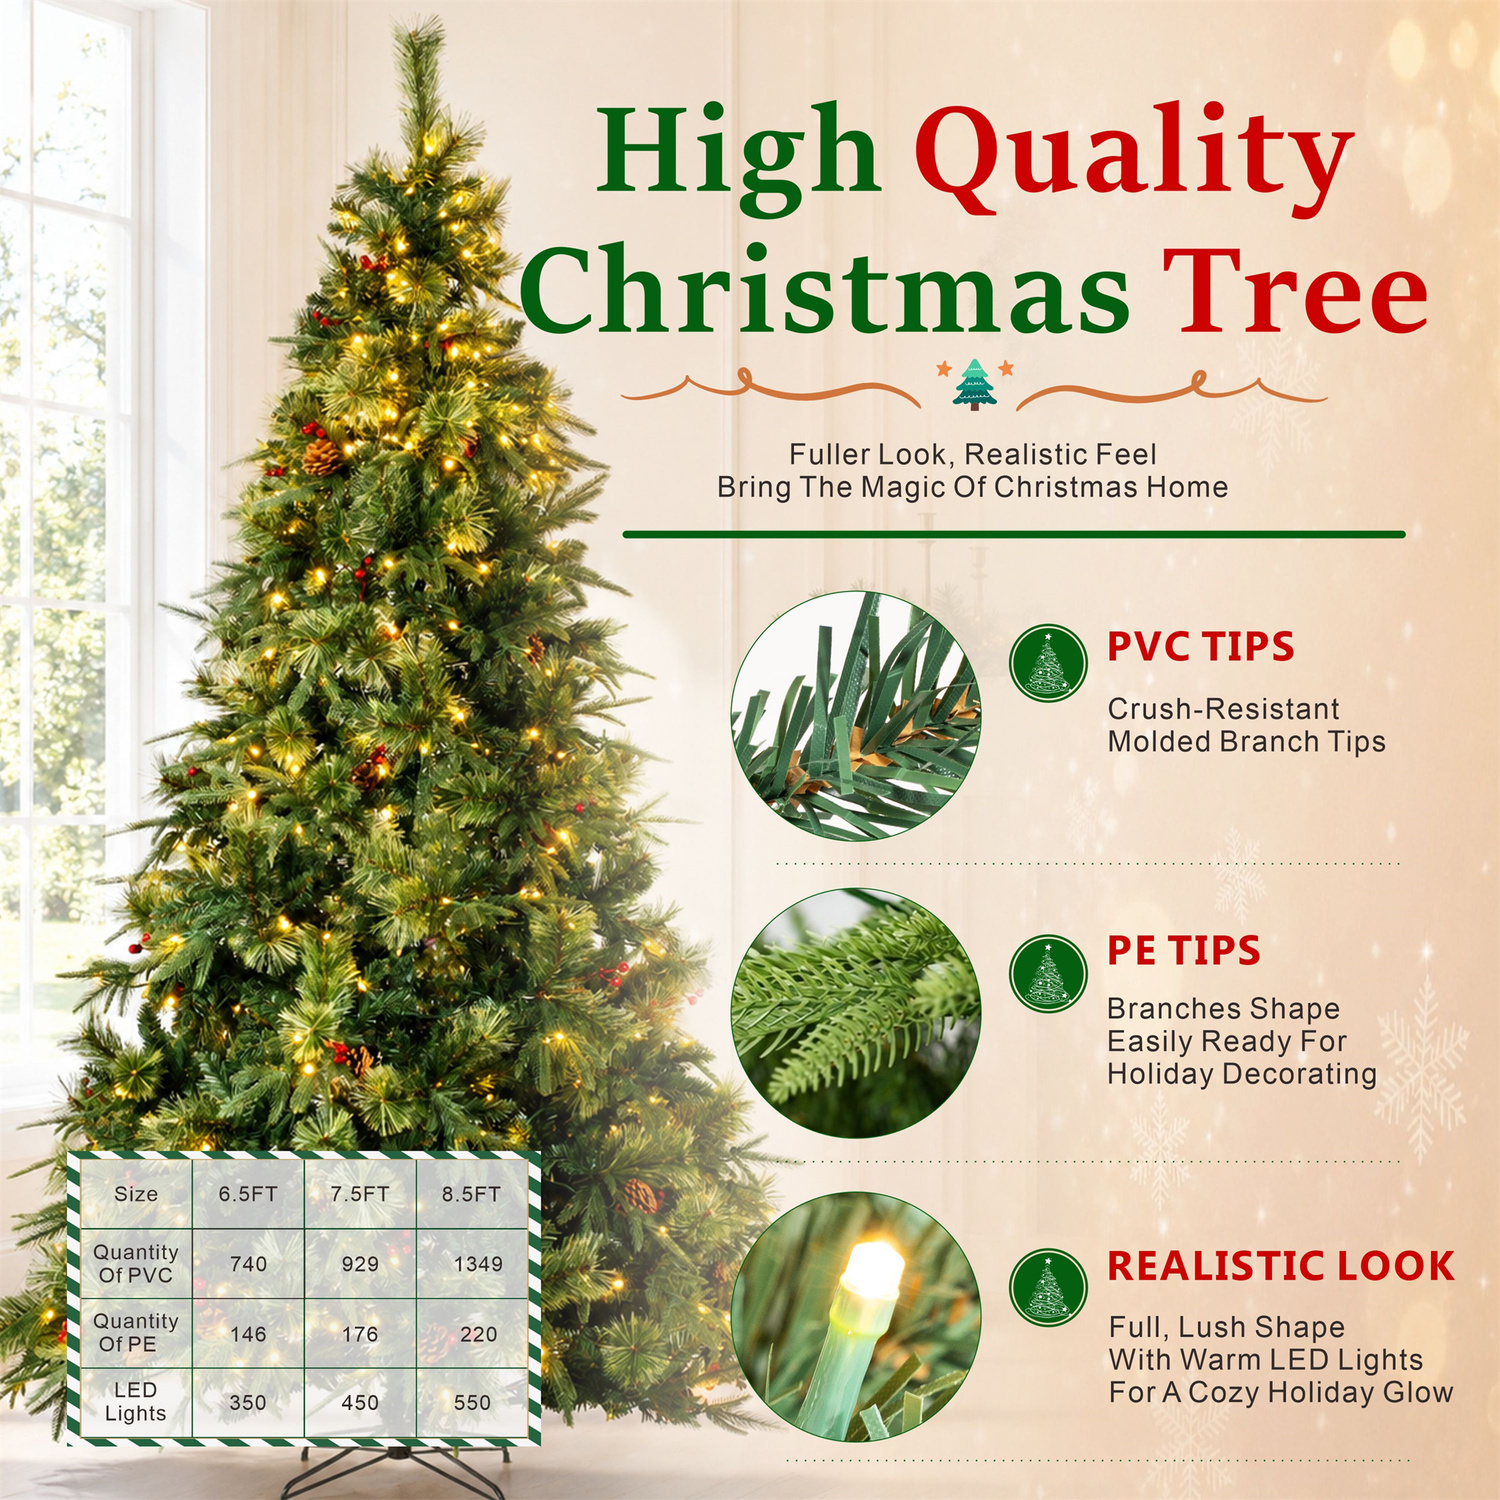 High Quality
Christmas Tree
Fuller Look, Realistic Feel
Bring The Magic Of Christmas Home
PVC TIPS
Crush-Resistant
Molded Branch Tips
PE TIPS
Branches Shape
Easily Ready For
Holiday Decorating
REALISTIC LOOK
Full, Lush Shape
With Warm LED Lights
For A Cozy Holiday Glow
Size 6.5FT 7.5FT 8.5FT
Quantity
Of PVC 740 929 1349
Quantity
Of PE 146 176 220
LED
Lights 350 450 550